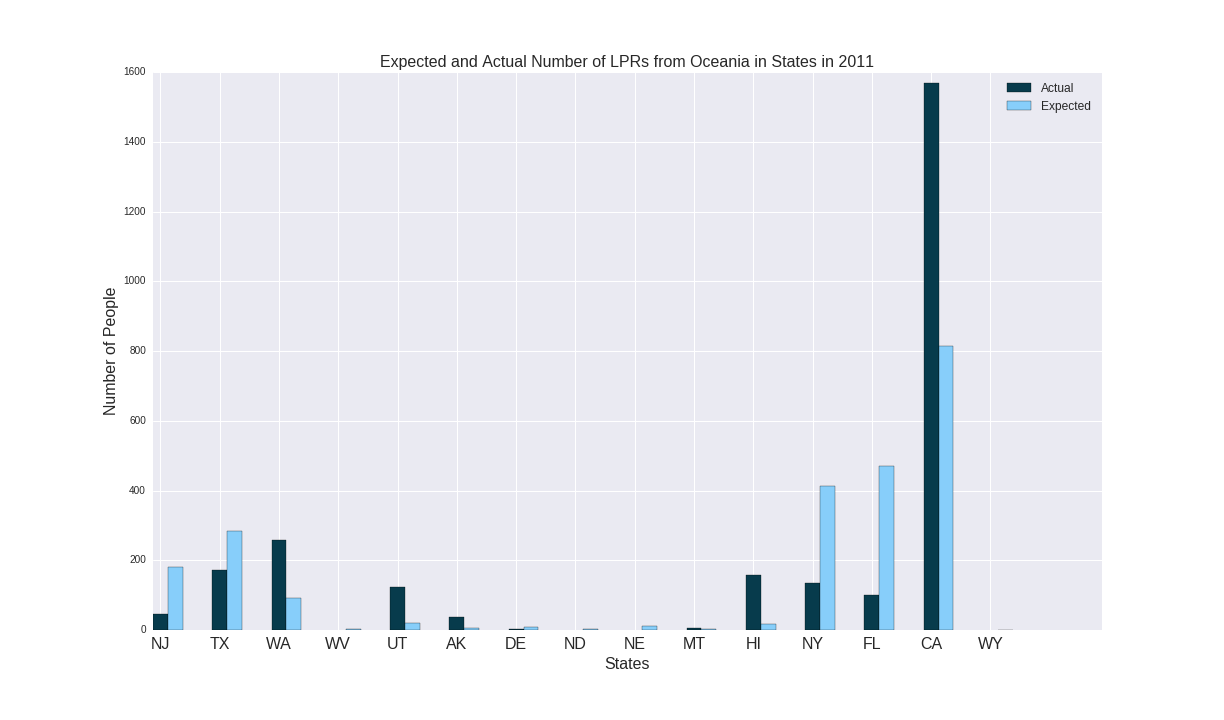 Expected and Actual Number of LPRs from Oceania in States in 2011
Actual
Expected
1600
1400
1200
1000
800
600
400
200
0
Number of People
NJ TX WA WV UT AK DE ND NE MT HI NY FL CA WY
States